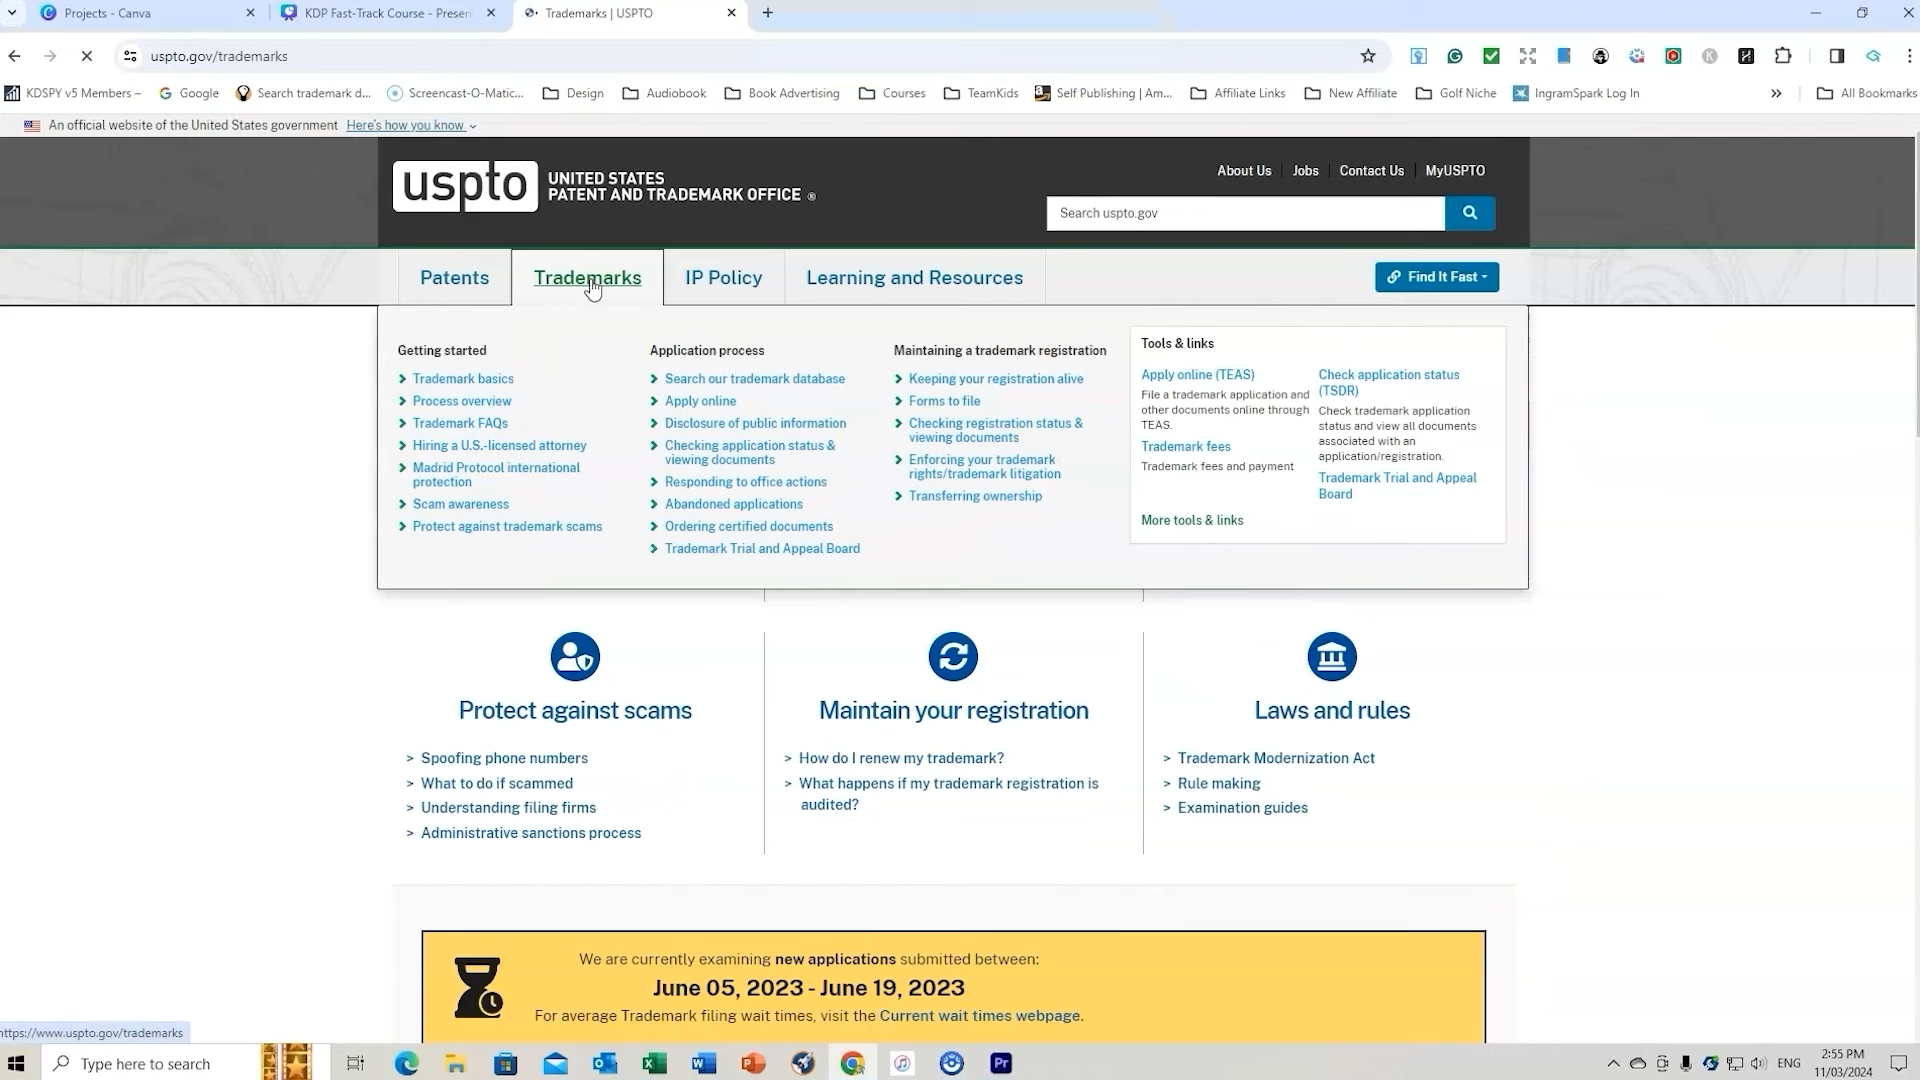 Projects - Canva
KDP Fast-Track Course - Presen
Trademarks | USPTO
uspto.gov/trademarks
KDSPY v5 Members –
Google
Search trademark d...
Screencast-O-Matic...
Design
Audiobook
Book Advertising
Courses
TeamKids
Self Publishing | Am...
Affiliate Links
New Affiliate
Golf Niche
IngramSpark Log In
All Bookmarks
An official website of the United States government Here's how you know
uspto
UNITED STATES
PATENT AND TRADEMARK OFFICE ®
About Us
Jobs
Contact Us
MyUSPTO
Search uspto.gov
Patents
Trademarks
IP Policy
Learning and Resources
Find It Fast
Getting started
Trademark basics
Process overview
Trademark FAQs
Hiring a U.S.-licensed attorney
Madrid Protocol international
protection
Scam awareness
Protect against trademark scams
Application process
Search our trademark database
Apply online
Disclosure of public information
Checking application status &
viewing documents
Responding to office actions
Abandoned applications
Ordering certified documents
Trademark Trial and Appeal Board
Maintaining a trademark registration
Keeping your registration alive
Forms to file
Checking registration status &
viewing documents
Enforcing your trademark
rights/trademark litigation
Transferring ownership
Tools & links
Apply online (TEAS)
File a trademark application and
other documents online through
TEAS.
Trademark fees
Trademark fees and payment
Check application status
(TSDR)
Check trademark application
status and view all documents
associated with an
application/registration.
Trademark Trial and Appeal
Board
More tools & links
Protect against scams
> Spoofing phone numbers
> What to do if scammed
> Understanding filing firms
> Administrative sanctions process
Maintain your registration
> How do I renew my trademark?
> What happens if my trademark registration is
audited?
Laws and rules
> Trademark Modernization Act
> Rule making
> Examination guides
We are currently examining new applications submitted between:
June 05, 2023 - June 19, 2023
For average Trademark filing wait times, visit the Current wait times webpage.
https://www.uspto.gov/trademarks
Type here to search
ENG
2:55 PM
11/03/2024